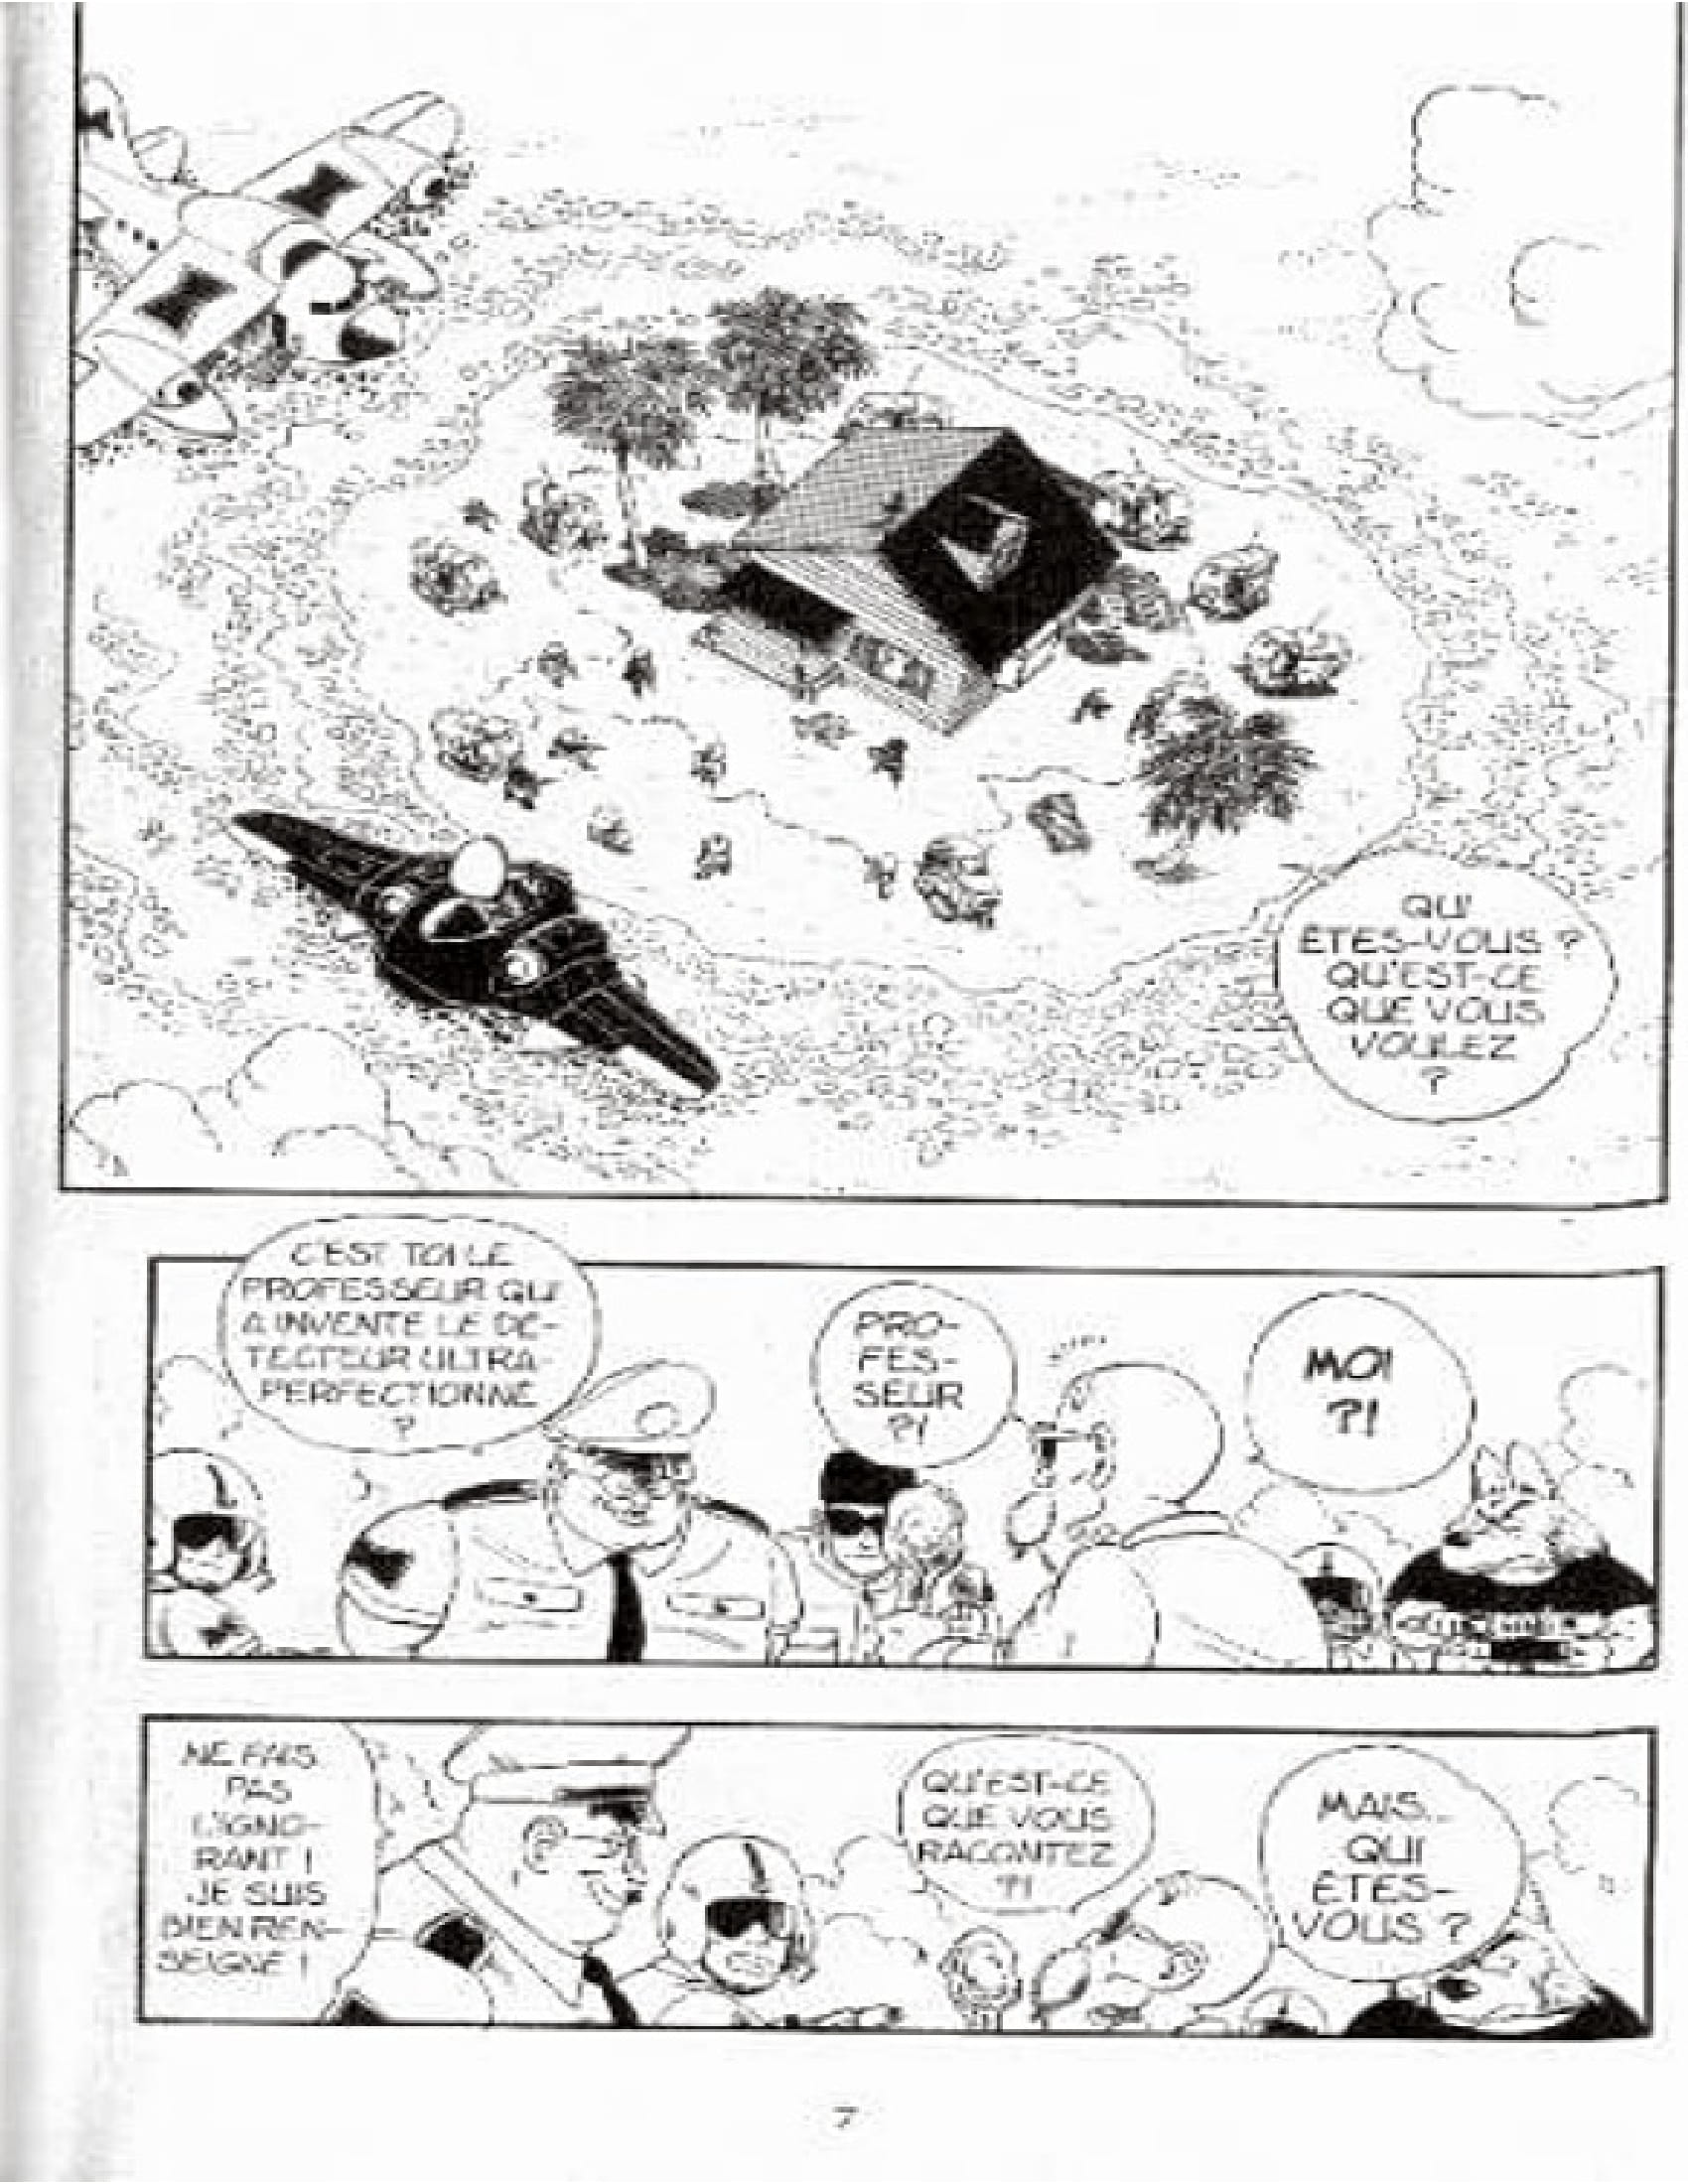 QUI
ÊTES-VOUS ?
QU'EST-CE
QUE VOUS
VOULEZ
?
C'EST TOI LE
PROFESSEUR QUI
A INVENTÉ LE DÉ-
TECTEUR ULTRA-
PERFECTIONNÉ
?
PRO-
FES-
SEUR
?!
MOI
?!
NE FAIS
PAS
L'IGNO-
RANT !
JE SUIS
BIEN REN-
SEIGNÉ !
QU'EST-CE
QUE VOUS
RACONTEZ
?!
MAIS..
QUI
ÊTES-
VOUS ?
7